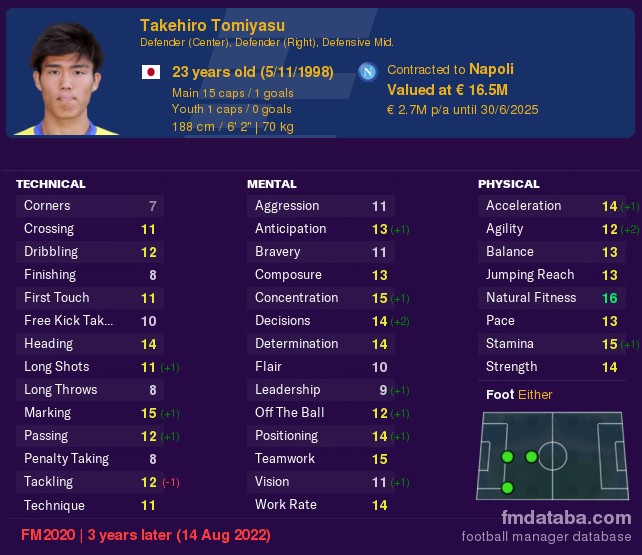 Takehiro Tomiyasu
Defender (Center), Defender (Right), Defensive Mid.
23 years old (5/11/1998)
Main 15 caps / 1 goals
Youth 1 caps / 0 goals
188 cm / 6' 2" | 70 kg
N
Contracted to Napoli
Valued at € 16.5M
€ 2.7M p/a until 30/6/2025
TECHNICAL
Corners 7
Crossing 11
Dribbling 12
Finishing 8
First Touch 11
Free Kick Tak... 10
Heading 14
Long Shots 11 (+1)
Long Throws 8
Marking 15 (+1)
Passing 12 (+1)
Penalty Taking 8
Tackling 12 (-1)
Technique 11
MENTAL
Aggression 11
Anticipation 13 (+1)
Bravery 11
Composure 13
Concentration 15 (+1)
Decisions 14 (+2)
Determination 14
Flair 10
Leadership 9 (+1)
Off The Ball 12 (+1)
Positioning 14 (+1)
Teamwork 15
Vision 11 (+1)
Work Rate 14
PHYSICAL
Acceleration 14 (+1)
Agility 12 (+2)
Balance 13
Jumping Reach 13
Natural Fitness 16
Pace 13
Stamina 15 (+1)
Strength 14
Foot Either
FM2020 | 3 years later (14 Aug 2022)
fmdataba.com
football manager database